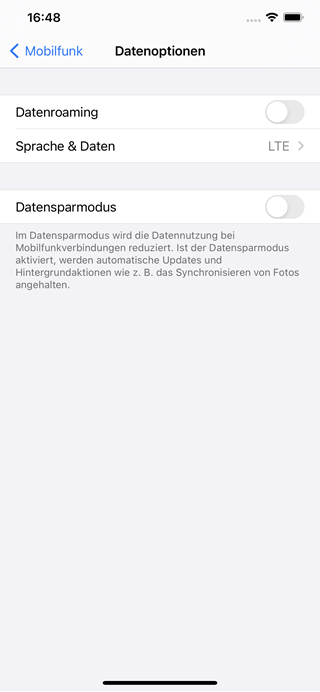 16:48
Mobilfunk
Datenoptionen
Datenroaming
Sprache & Daten
LTE
Datensparmodus
Im Datensparmodus wird die Datennutzung bei
Mobilfunkverbindungen reduziert. Ist der Datensparmodus
aktiviert, werden automatische Updates und
Hintergrundaktionen wie z. B. das Synchronisieren von Fotos
angehalten.